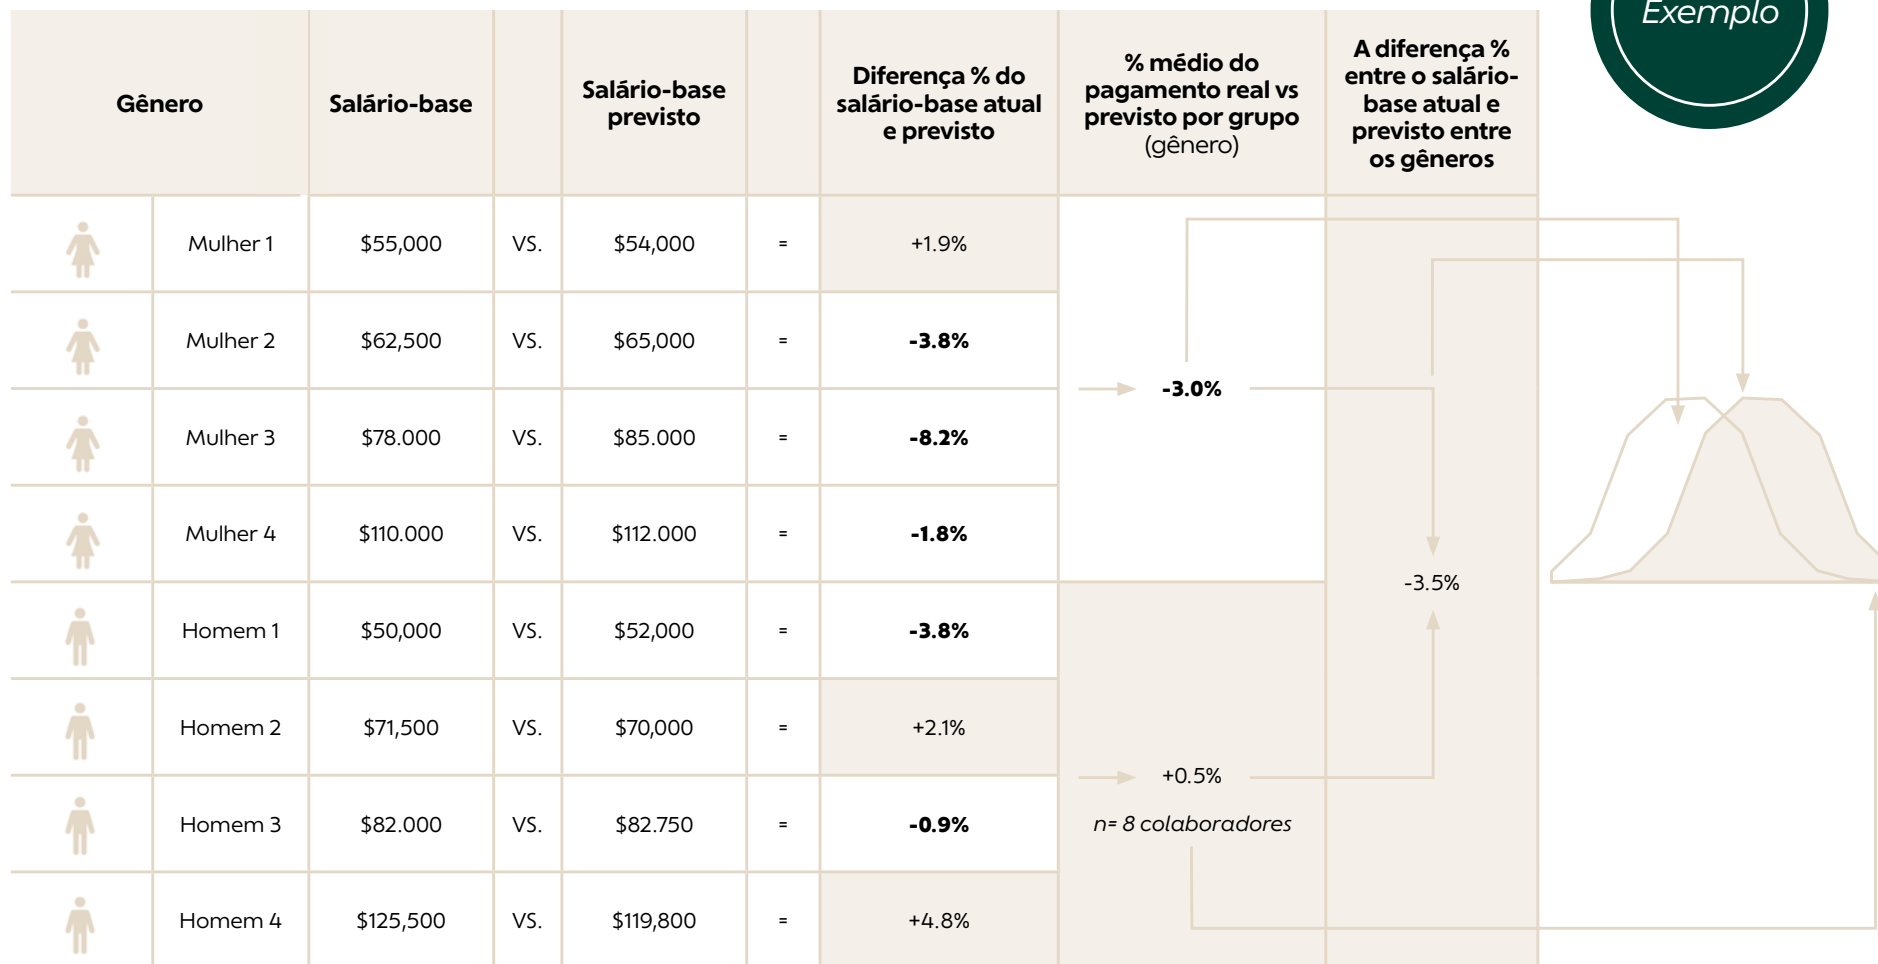 Exemplo
Gênero
Salário-base
Salário-base
previsto
Diferença % do
salário-base atual
e previsto
% médio do
pagamento real vs
previsto por grupo
(gênero)
A diferença %
entre o salário-
base atual e
previsto entre
os gêneros
Mulher 1 $55,000 VS. $54,000 = +1.9%
Mulher 2 $62,500 VS. $65,000 = -3.8%
-3.0%
Mulher 3 $78.000 VS. $85.000 = -8.2%
Mulher 4 $110.000 VS. $112.000 = -1.8%
-3.5%
Homem 1 $50,000 VS. $52,000 = -3.8%
Homem 2 $71,500 VS. $70,000 = +2.1%
+0.5%
Homem 3 $82.000 VS. $82.750 = -0.9%
n= 8 colaboradores
Homem 4 $125,500 VS. $119,800 = +4.8%